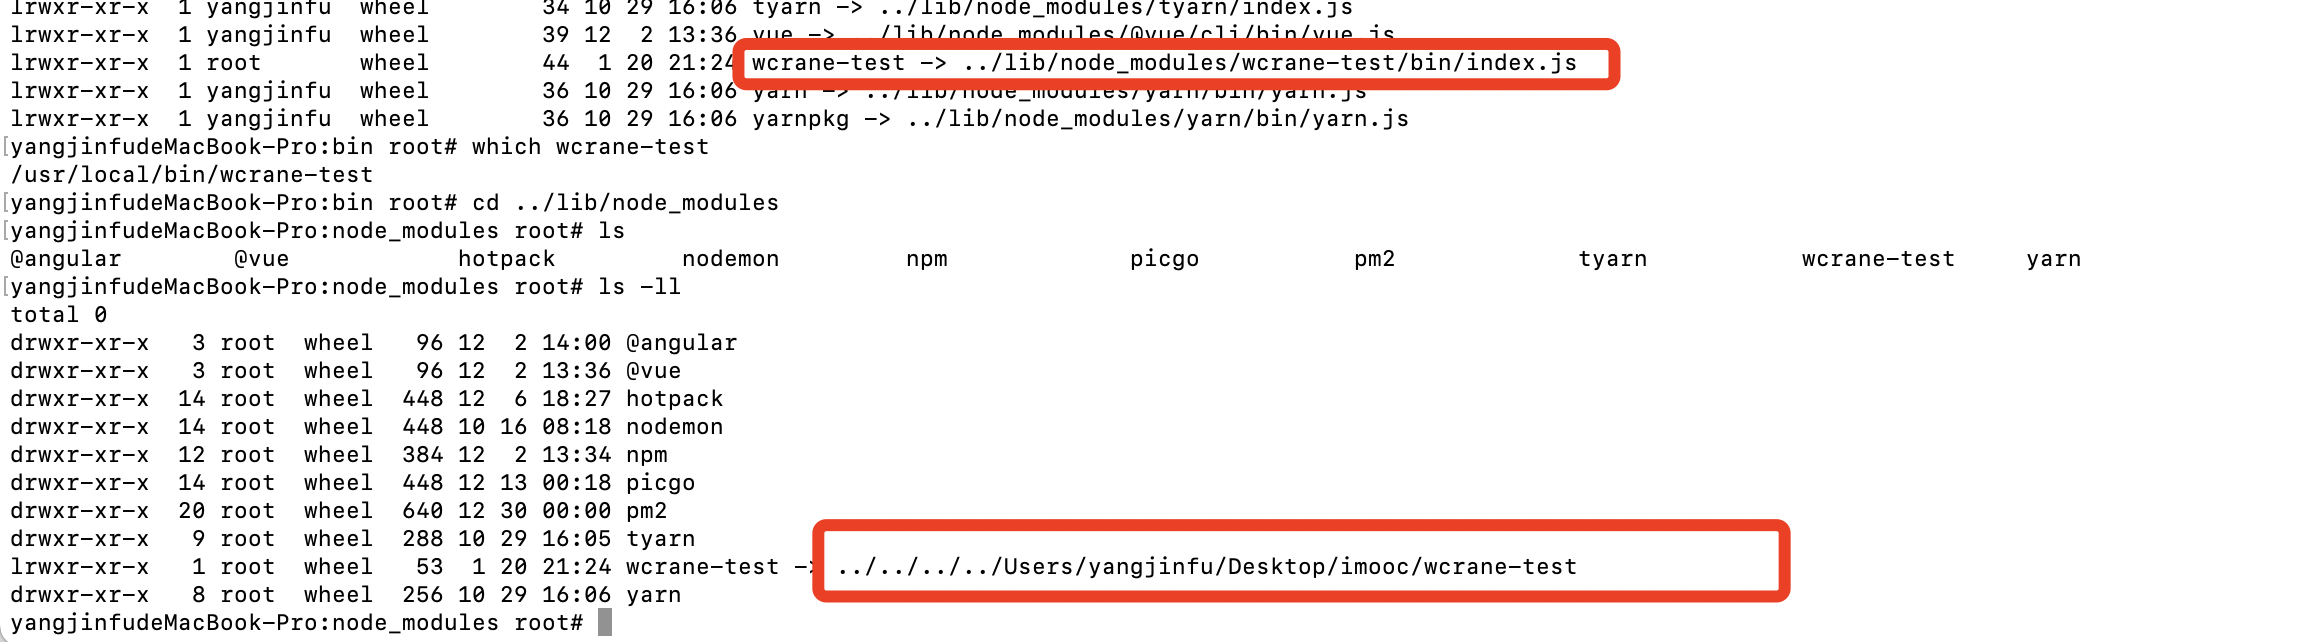 lrwxr-xr-x  1 yangjinfu  wheel        34 10 29 16:06 tyarn -> ../lib/node_modules/tyarn/index.js
lrwxr-xr-x  1 yangjinfu  wheel        39 12  2 13:36 vue -> ../lib/node_modules/@vue/cli/bin/vue.js
lrwxr-xr-x  1 root       wheel        44  1 20 21:24 wcrane-test -> ../lib/node_modules/wcrane-test/bin/index.js
lrwxr-xr-x  1 yangjinfu  wheel        36 10 29 16:06 yarn -> ../lib/node_modules/yarn/bin/yarn.js
lrwxr-xr-x  1 yangjinfu  wheel        36 10 29 16:06 yarnpkg -> ../lib/node_modules/yarn/bin/yarn.js
[yangjinfudeMacBook-Pro:bin root# which wcrane-test
/usr/local/bin/wcrane-test
[yangjinfudeMacBook-Pro:bin root# cd ../lib/node_modules
[yangjinfudeMacBook-Pro:node_modules root# ls
@angular        @vue            hotpack         nodemon         npm             picgo           pm2             tyarn           wcrane-test     yarn
[yangjinfudeMacBook-Pro:node_modules root# ls -ll
total 0
drwxr-xr-x   3 root  wheel   96 12  2 14:00 @angular
drwxr-xr-x   3 root  wheel   96 12  2 13:36 @vue
drwxr-xr-x  14 root  wheel  448 12  6 18:27 hotpack
drwxr-xr-x  14 root  wheel  448 10 16 08:18 nodemon
drwxr-xr-x  12 root  wheel  384 12  2 13:34 npm
drwxr-xr-x  14 root  wheel  448 12 13 00:18 picgo
drwxr-xr-x  20 root  wheel  640 12 30 00:00 pm2
drwxr-xr-x   9 root  wheel  288 10 29 16:05 tyarn
lrwxr-xr-x   1 root  wheel   53  1 20 21:24 wcrane-test -> ../../../../Users/yangjinfu/Desktop/imooc/wcrane-test
drwxr-xr-x   8 root  wheel  256 10 29 16:06 yarn
yangjinfudeMacBook-Pro:node_modules root#